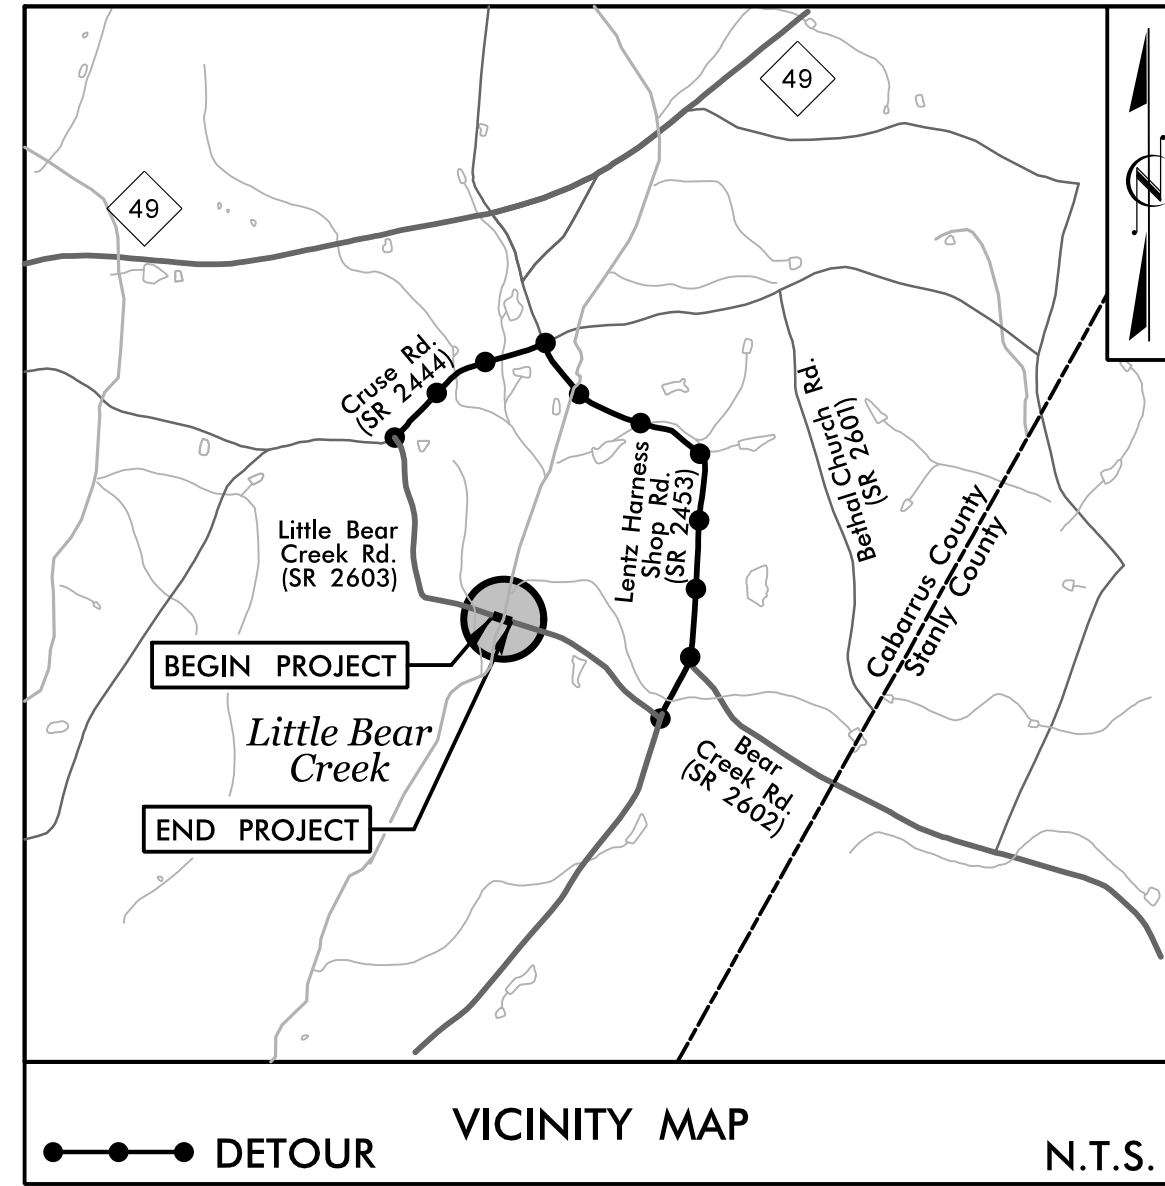 49
49
Cruse Rd.
(SR 2444)
Bethal Church Rd.
(SR 2601)
Lentz Harness
Shop Rd.
(SR 2453)
Little Bear
Creek Rd.
(SR 2603)
Cabarrus County
Stanly County
BEGIN PROJECT
Little Bear
Creek
Bear
Creek Rd.
(SR 2602)
END PROJECT
VICINITY MAP
DETOUR
N.T.S.